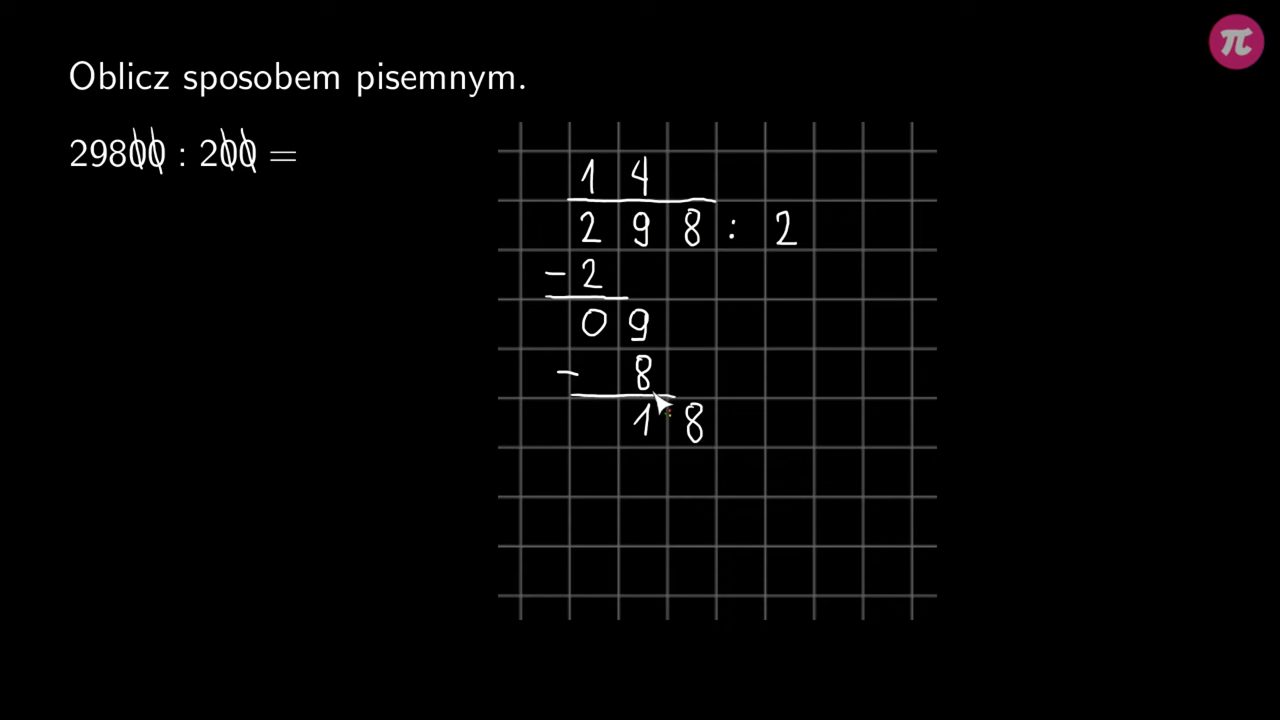 Oblicz sposobem pisemnym.
29800 : 200 =
1 4
2 9 8 : 2
- 2
0 9
- 8
1 8
π